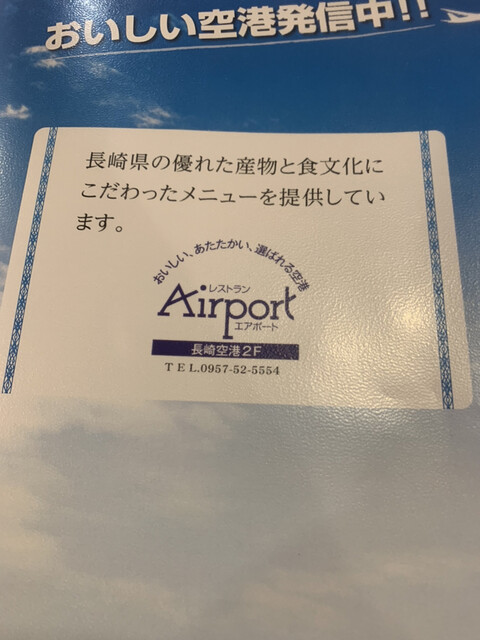 おいしい空港発信中!!
長崎県の優れた産物と食文化に
こだわったメニューを提供してい
ます。
おいしい、あたたかい、選ばれる空港
レストラン
Airport
エアポート
長崎空港2F
TEL.0957-52-5554